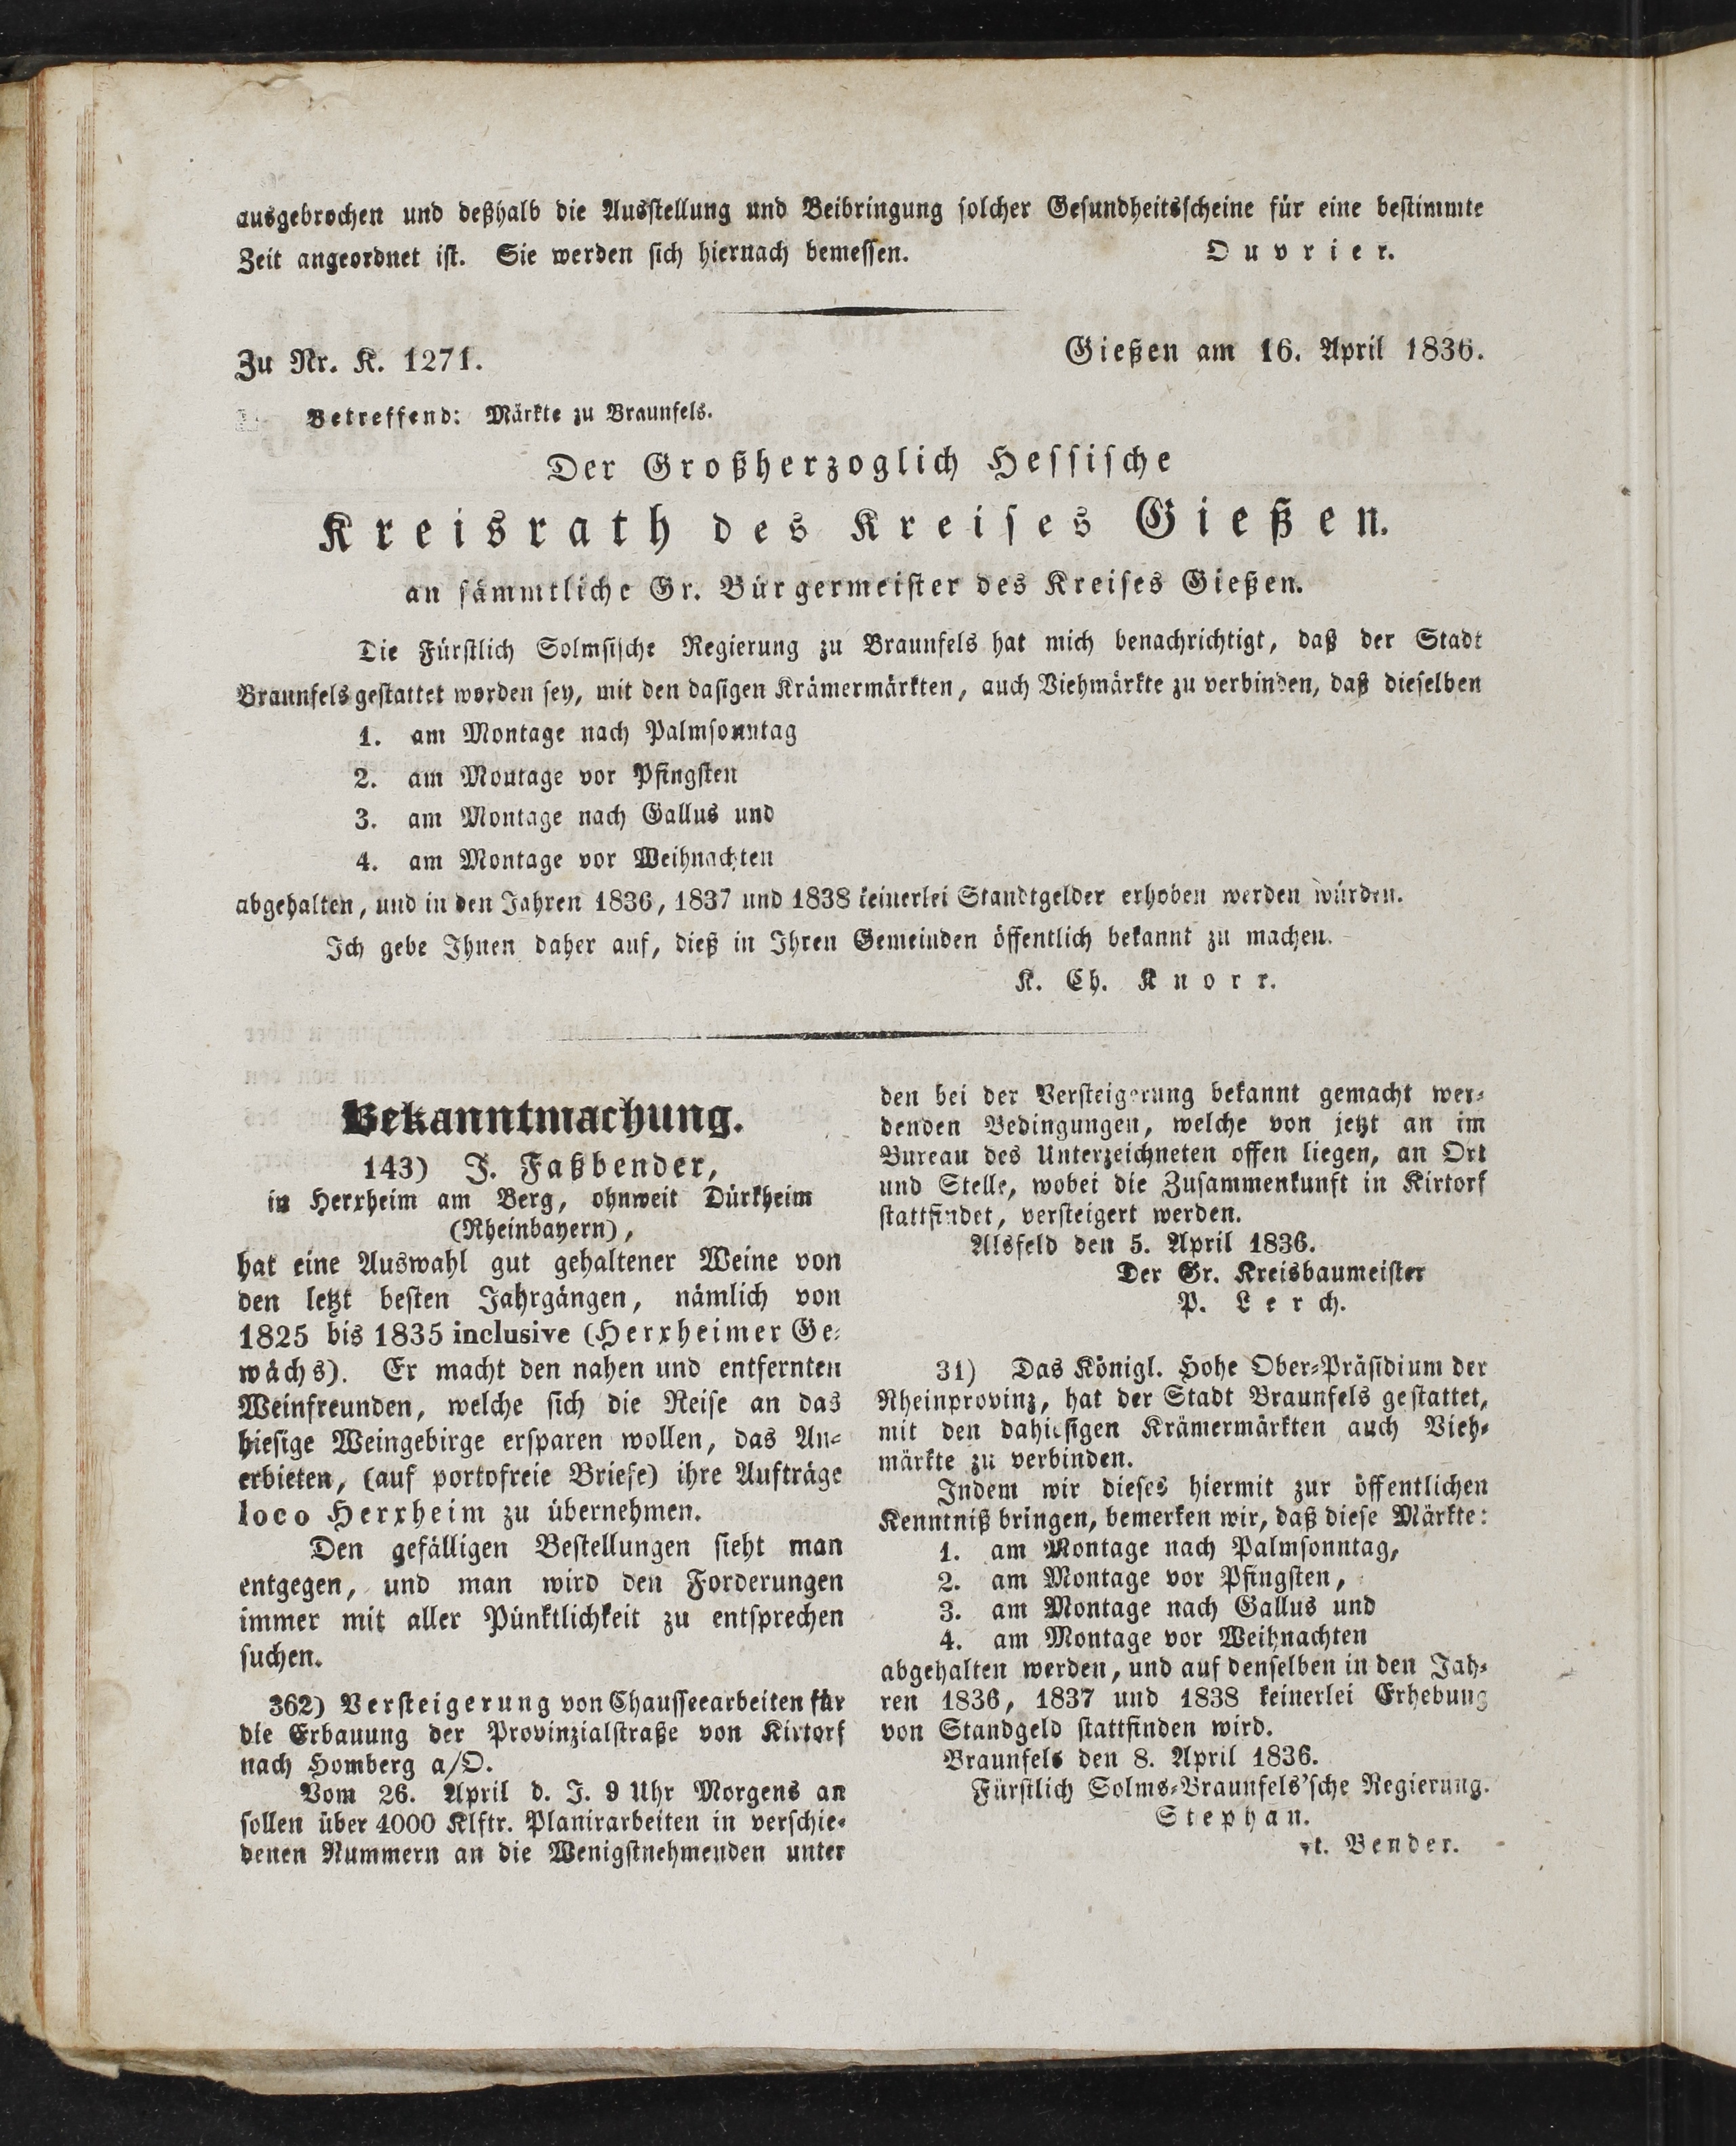 ausgebrochen und deßhalb die Ausstellung und Beibringung solcher Gesundheitsscheine für eine bestimmte
Zeit angeordnet ist. Sie werden sich hiernach bemessen. Ouvrier.
Zu Nr. K. 1271. Gießen am 16. April 1836.
Betreffend: Märkte zu Braunfels.
Der Großherzoglich Hessische
Kreisrath des Kreises Gießen.
an sämmtliche Gr. Bürgermeister des Kreises Gießen.
Die Fürstlich Solmsische Regierung zu Braunfels hat mich benachrichtigt, daß der Stadt
Braunfels gestattet worden sey, mit den dasigen Krämermärkten, auch Viehmärkte zu verbinden, daß dieselben
1. am Montage nach Palmsonntag
2. am Moutage vor Pfingsten
3. am Montage nach Gallus und
4. am Montage vor Weihnachten
abgehalten, und in den Jahren 1836, 1837 und 1838 keinerlei Standtgelder erhoben werden würden.
Ich gebe Ihnen daher auf, dieß in Ihren Gemeinden öffentlich bekannt zu machen.
K. Ch. Knorr.
Bekanntmachung.
143) J. Faßbender,
in Herxheim am Berg, ohnweit Dürkheim
(Rheinbayern),
hat eine Auswahl gut gehaltener Weine von
den letzt besten Jahrgängen, nämlich von
1825 bis 1835 inclusive (Herxheimer Ge-
wächs). Er macht den nahen und entfernten
Weinfreunden, welche sich die Reise an das
hiesige Weingebirge ersparen wollen, das An-
erbieten, (auf portofreie Briefe) ihre Aufträge
loco Herxheim zu übernehmen.
Den gefälligen Bestellungen sieht man
entgegen, und man wird den Forderungen
immer mit aller Pünktlichkeit zu entsprechen
suchen.
362) Versteigerung von Chausseearbeiten für
die Erbauung der Provinzialstraße von Kirtorf
nach Homberg a/O.
Vom 26. April d. J. 9 Uhr Morgens an
sollen über 4000 Klftr. Planirarbeiten in verschie-
denen Nummern an die Wenigstnehmenden unter
den bei der Versteigerung bekannt gemacht wer-
denden Bedingungen, welche von jetzt an im
Bureau des Unterzeichneten offen liegen, an Ort
und Stelle, wobei die Zusammenkunft in Kirtorf
stattfindet, versteigert werden.
Alsfeld den 5. April 1836.
Der Gr. Kreisbaumeister
P. Lerch.
31) Das Königl. Hohe Ober-Präsidium der
Rheinprovinz, hat der Stadt Braunfels gestattet,
mit den dahiesigen Krämermärkten auch Vieh-
märkte zu verbinden.
Indem wir dieses hiermit zur öffentlichen
Kenntniß bringen, bemerken wir, daß diese Märkte:
1. am Montage nach Palmsonntag,
2. am Montage vor Pfingsten,
3. am Montage nach Gallus und
4. am Montage vor Weihnachten
abgehalten werden, und auf denselben in den Jah-
ren 1836, 1837 und 1838 keinerlei Erhebung
von Standgeld stattfinden wird.
Braunfels den 8. April 1836.
Fürstlich Solms-Braunfels'sche Regierung.
Stephan.
vt. Bender.